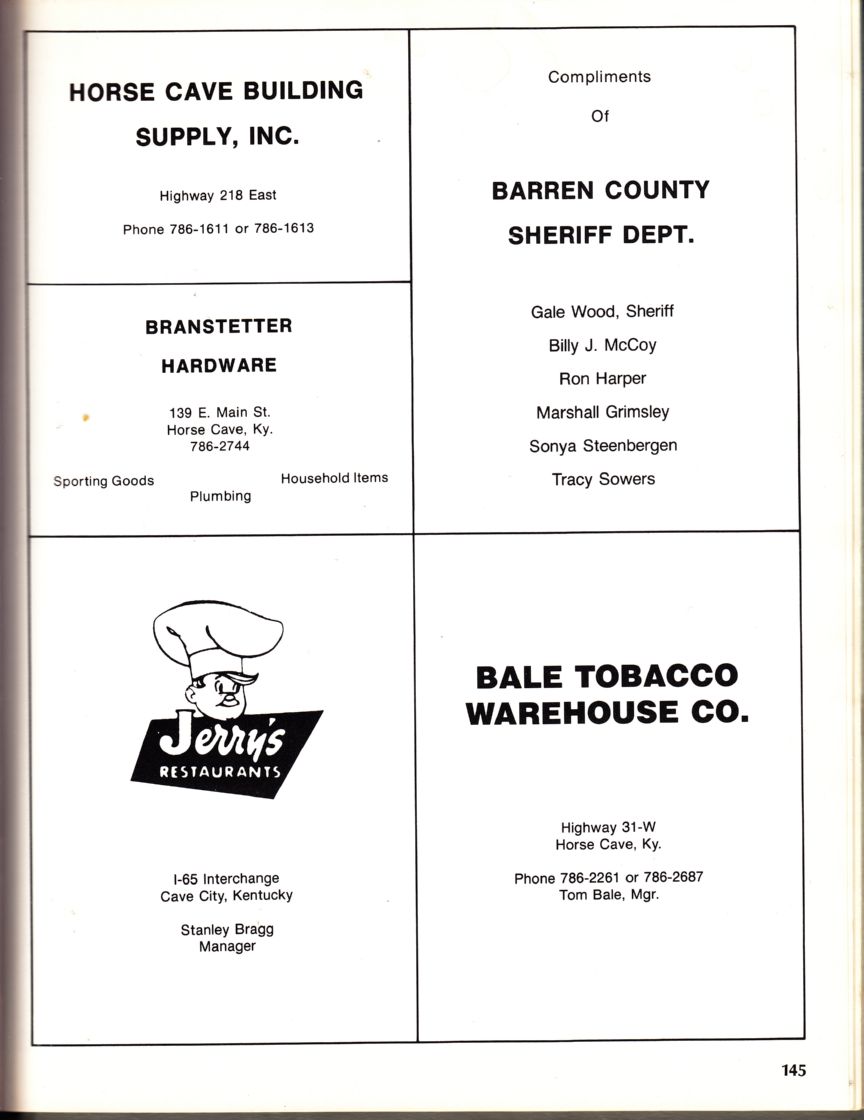 HORSE CAVE BUILDING
SUPPLY, INC.
Highway 218 East
Phone 786-1611 or 786-1613
BRANSTETTER
HARDWARE
139 E. Main St.
Horse Cave, Ky.
786-2744
Sporting Goods
Plumbing
Household Items
Jerry's
RESTAURANTS
I-65 Interchange
Cave City, Kentucky
Stanley Bragg
Manager
Compliments
Of
BARREN COUNTY
SHERIFF DEPT.
Gale Wood, Sheriff
Billy J. McCoy
Ron Harper
Marshall Grimsley
Sonya Steenbergen
Tracy Sowers
BALE TOBACCO
WAREHOUSE CO.
Highway 31-W
Horse Cave, Ky.
Phone 786-2261 or 786-2687
Tom Bale, Mgr.
145